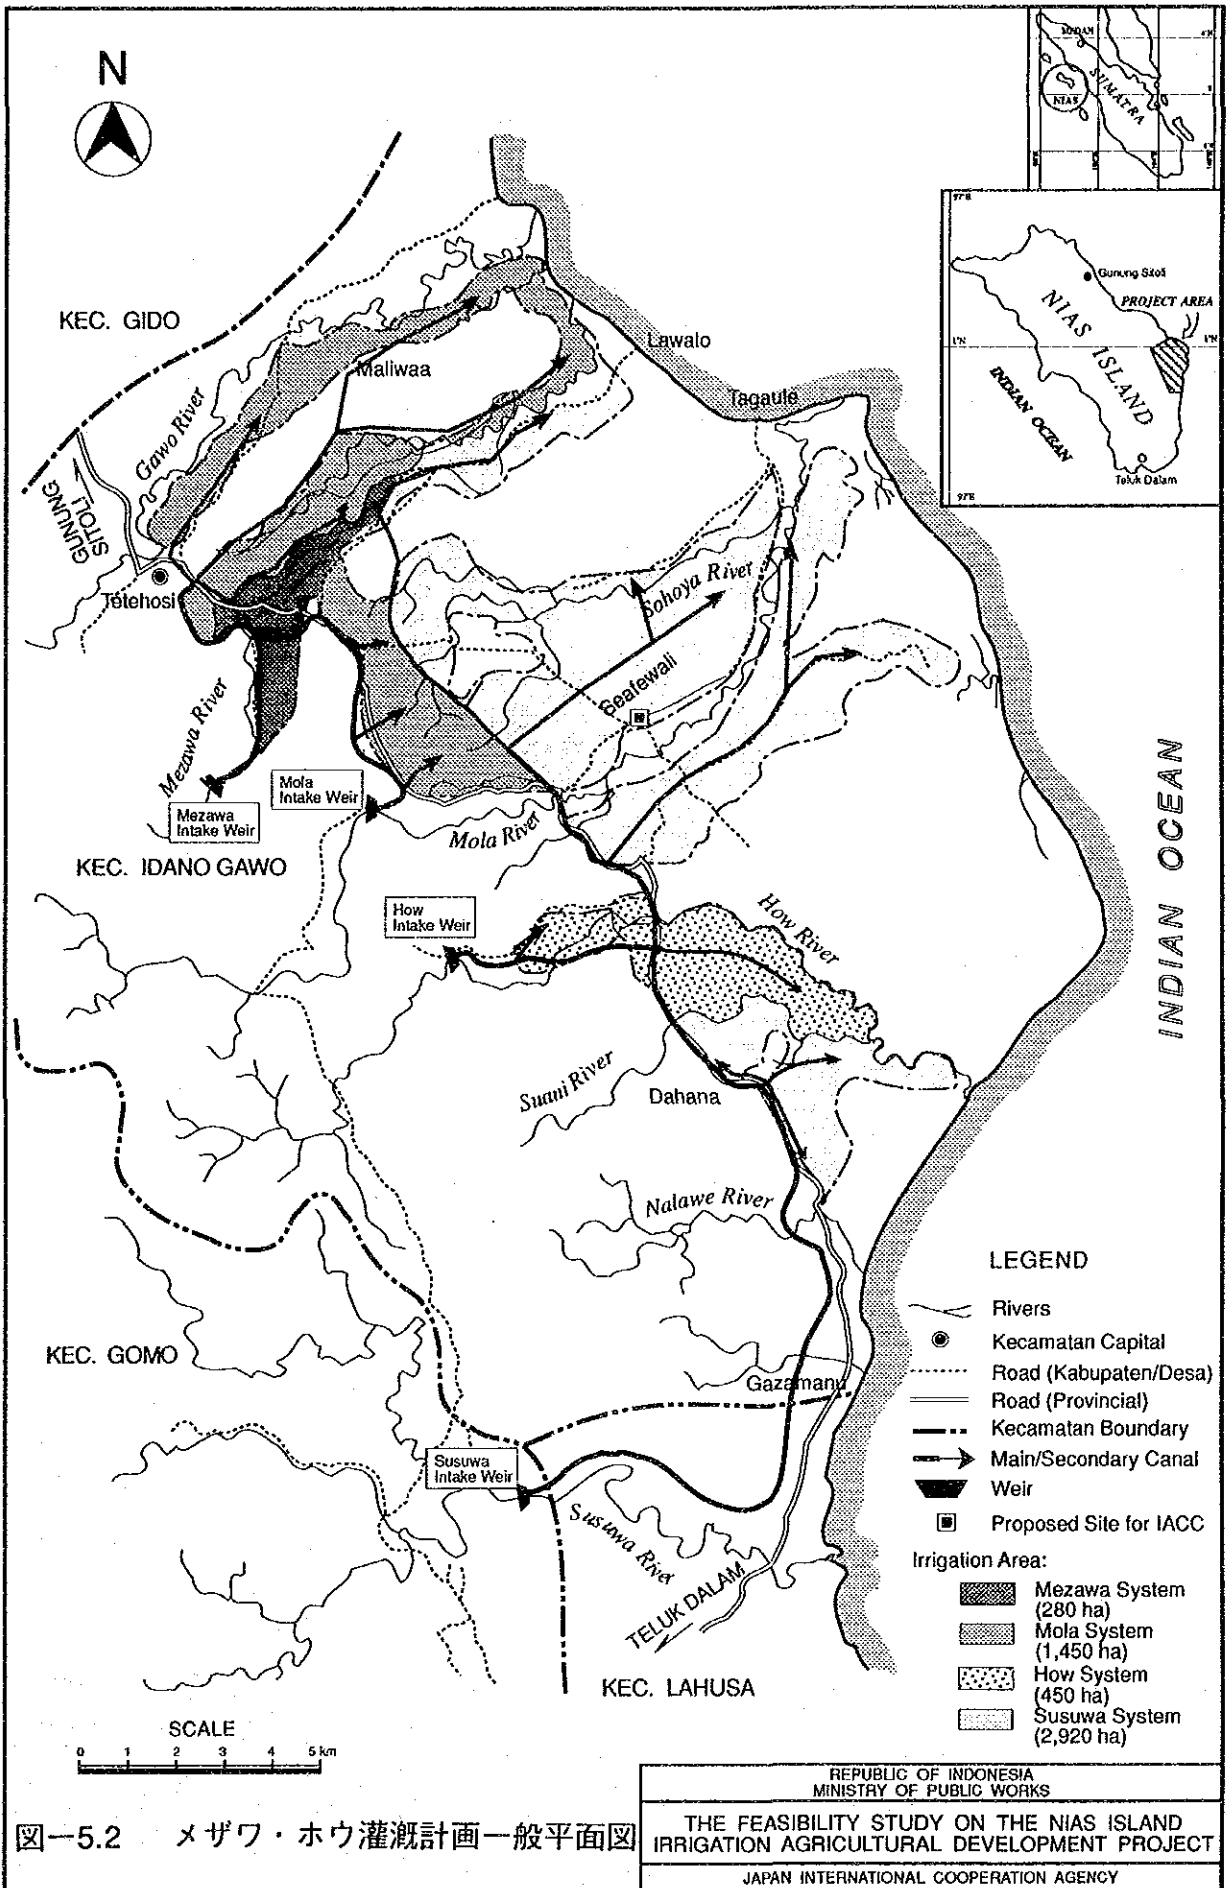 N
MEDAN
NIAS
SUMATRA
97°E
Gunung Sitoli
NIAS ISLAND
PROJECT AREA
1°N
1°N
INDIAN OCEAN
Teluk Dalam
97°E
KEC. GIDO
Gawo River
Maliwaa
Lawalo
Tagaule
GUNUNG
SITOLI
Tetehosi
Sohoya River
Seafewali
Mezawa River
Mezawa
Intake Weir
Mola
Intake Weir
Mola River
KEC. IDANO GAWO
How
Intake Weir
How River
INDIAN OCEAN
Suani River
Dahana
Nalawe River
KEC. GOMO
Gazamanu
Susuwa
Intake Weir
Susuwa River
TELUK DALAM
KEC. LAHUSA
LEGEND
Rivers
Kecamatan Capital
Road (Kabupaten/Desa)
Road (Provincial)
Kecamatan Boundary
Main/Secondary Canal
Weir
Proposed Site for IACC
Irrigation Area:
Mezawa System
(280 ha)
Mola System
(1,450 ha)
How System
(450 ha)
Susuwa System
(2,920 ha)
SCALE
0 1 2 3 4 5 km
REPUBLIC OF INDONESIA
MINISTRY OF PUBLIC WORKS
THE FEASIBILITY STUDY ON THE NIAS ISLAND
IRRIGATION AGRICULTURAL DEVELOPMENT PROJECT
JAPAN INTERNATIONAL COOPERATION AGENCY
図－5.2 メザワ・ホウ灌漑計画一般平面図